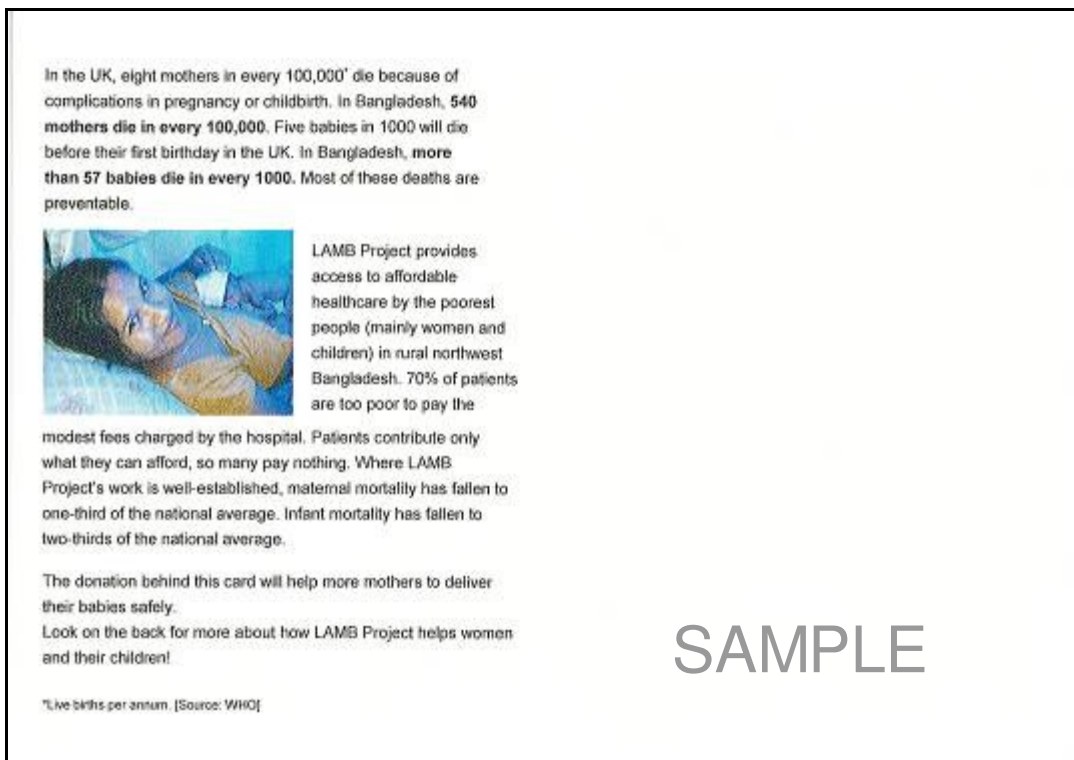 In the UK, eight mothers in every 100,000* die because of
complications in pregnancy or childbirth. In Bangladesh, 540
mothers die in every 100,000. Five babies in 1000 will die
before their first birthday in the UK. In Bangladesh, more
than 57 babies die in every 1000. Most of these deaths are
preventable.
LAMB Project provides
access to affordable
healthcare by the poorest
people (mainly women and
children) in rural northwest
Bangladesh. 70% of patients
are too poor to pay the
modest fees charged by the hospital. Patients contribute only
what they can afford, so many pay nothing. Where LAMB
Project's work is well-established, maternal mortality has fallen to
one-third of the national average. Infant mortality has fallen to
two-thirds of the national average.
The donation behind this card will help more mothers to deliver
their babies safely.
Look on the back for more about how LAMB Project helps women
and their children!
*Live births per annum. [Source: WHO]
SAMPLE